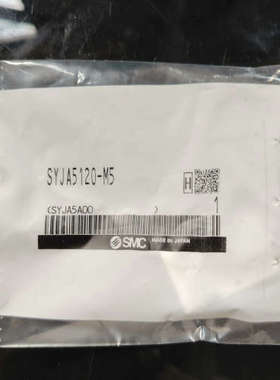 SYJA5120-M5
H
(SYJA5A00 ) 1
SMC MADE IN JAPAN